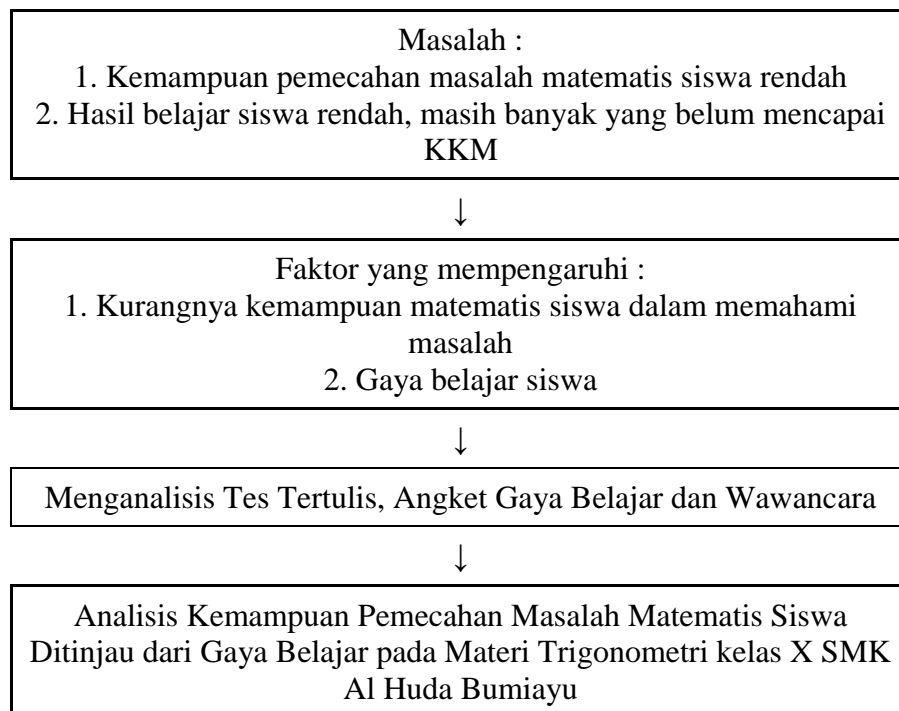 Masalah :
1. Kemampuan pemecahan masalah matematis siswa rendah
2. Hasil belajar siswa rendah, masih banyak yang belum mencapai
KKM
↓
Faktor yang mempengaruhi :
1. Kurangnya kemampuan matematis siswa dalam memahami
masalah
2. Gaya belajar siswa
↓
Menganalisis Tes Tertulis, Angket Gaya Belajar dan Wawancara
↓
Analisis Kemampuan Pemecahan Masalah Matematis Siswa
Ditinjau dari Gaya Belajar pada Materi Trigonometri kelas X SMK
Al Huda Bumiayu